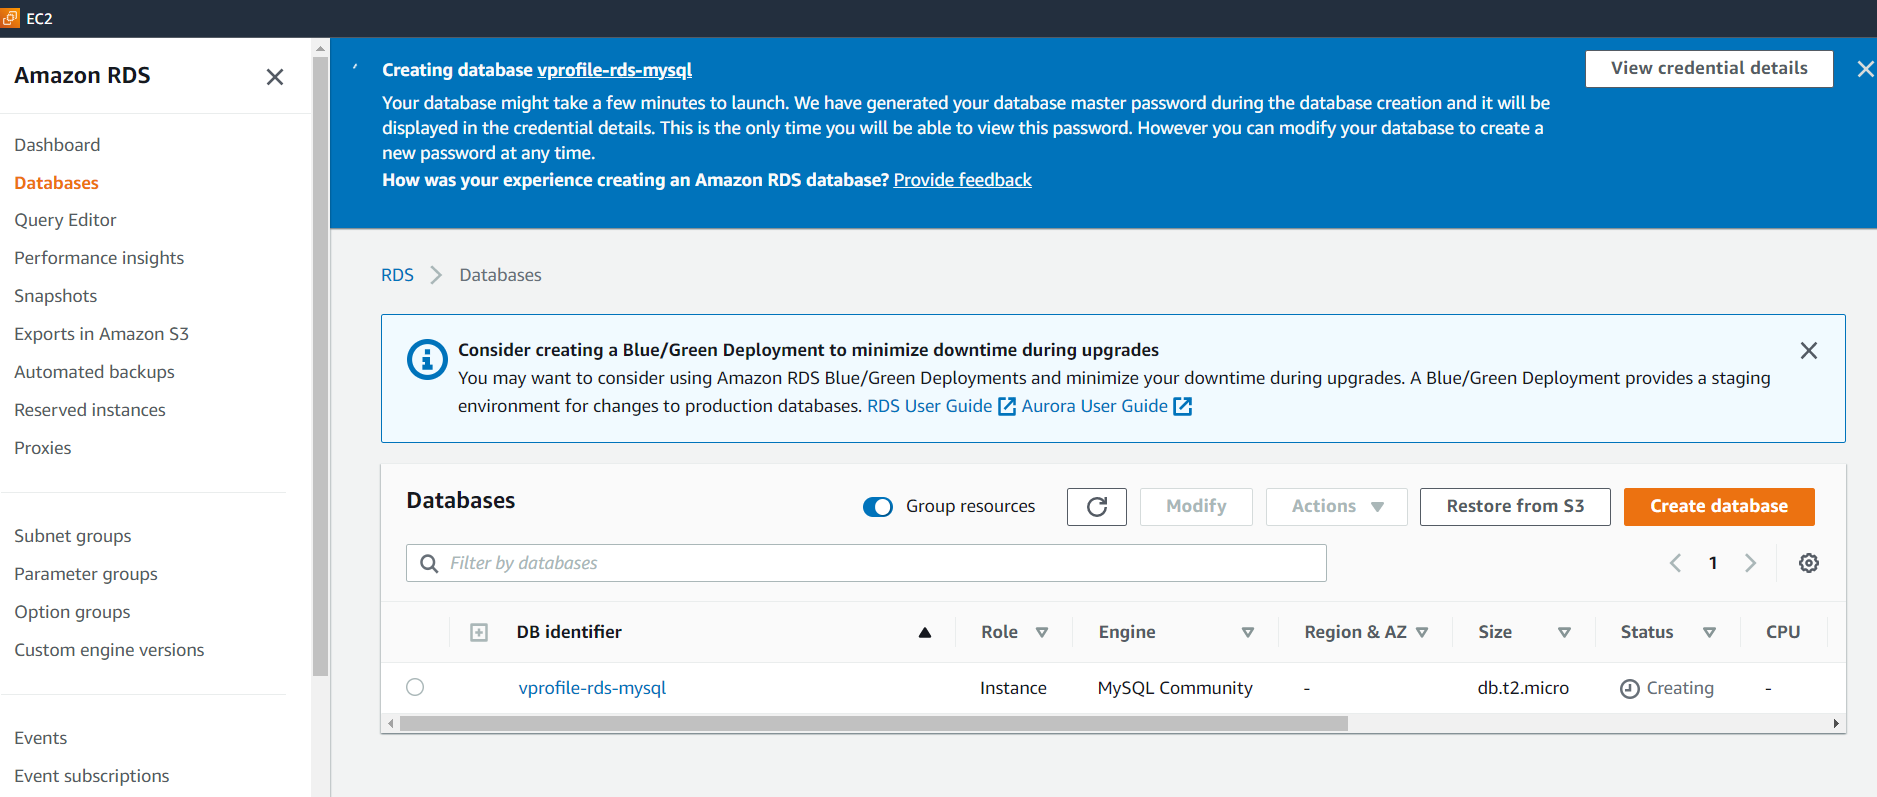 EC2
Amazon RDS
Dashboard
Databases
Query Editor
Performance insights
Snapshots
Exports in Amazon S3
Automated backups
Reserved instances
Proxies
Subnet groups
Parameter groups
Option groups
Custom engine versions
Events
Event subscriptions
Creating database vprofile-rds-mysql
View credential details
Your database might take a few minutes to launch. We have generated your database master password during the database creation and it will be
displayed in the credential details. This is the only time you will be able to view this password. However you can modify your database to create a
new password at any time.
How was your experience creating an Amazon RDS database? Provide feedback
RDS Databases
Consider creating a Blue/Green Deployment to minimize downtime during upgrades
You may want to consider using Amazon RDS Blue/Green Deployments and minimize your downtime during upgrades. A Blue/Green Deployment provides a staging
environment for changes to production databases. RDS User Guide Aurora User Guide
Databases
Group resources
Modify
Actions
Restore from S3
Create database
Filter by databases
1
DB identifier Role Engine Region & AZ Size Status CPU
vprofile-rds-mysql Instance MySQL Community - db.t2.micro Creating -